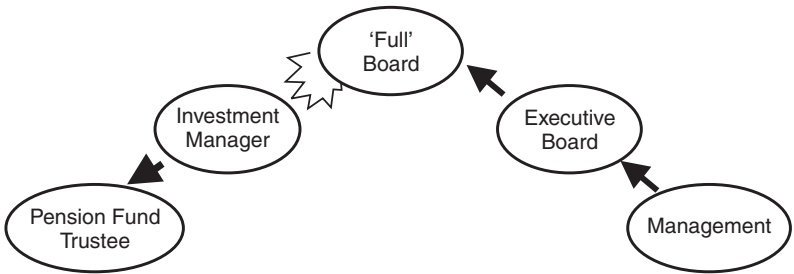 ‘Full’
Board
Investment
Manager
Executive
Board
Pension Fund
Trustee
Management